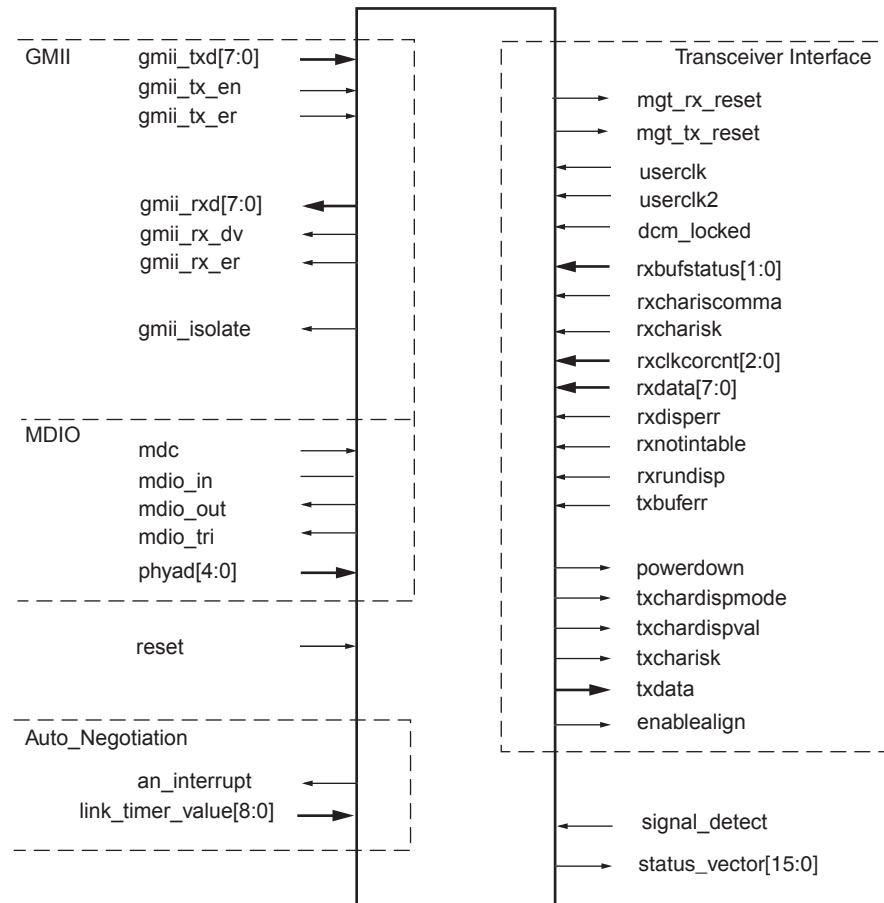 GMII
gmii_txd[7:0]
gmii_tx_en
gmii_tx_er
gmii_rxd[7:0]
gmii_rx_dv
gmii_rx_er
gmii_isolate
MDIO
mdc
mdio_in
mdio_out
mdio_tri
phyad[4:0]
reset
Auto_Negotiation
an_interrupt
link_timer_value[8:0]
Transceiver Interface
mgt_rx_reset
mgt_tx_reset
userclk
userclk2
dcm_locked
rxbufstatus[1:0]
rxchariscomma
rxcharisk
rxclkcorcnt[2:0]
rxdata[7:0]
rxdisperr
rxnotintable
rxrundisp
txbuferr
powerdown
txchardispmode
txchardispval
txcharisk
txdata
enablealign
signal_detect
status_vector[15:0]